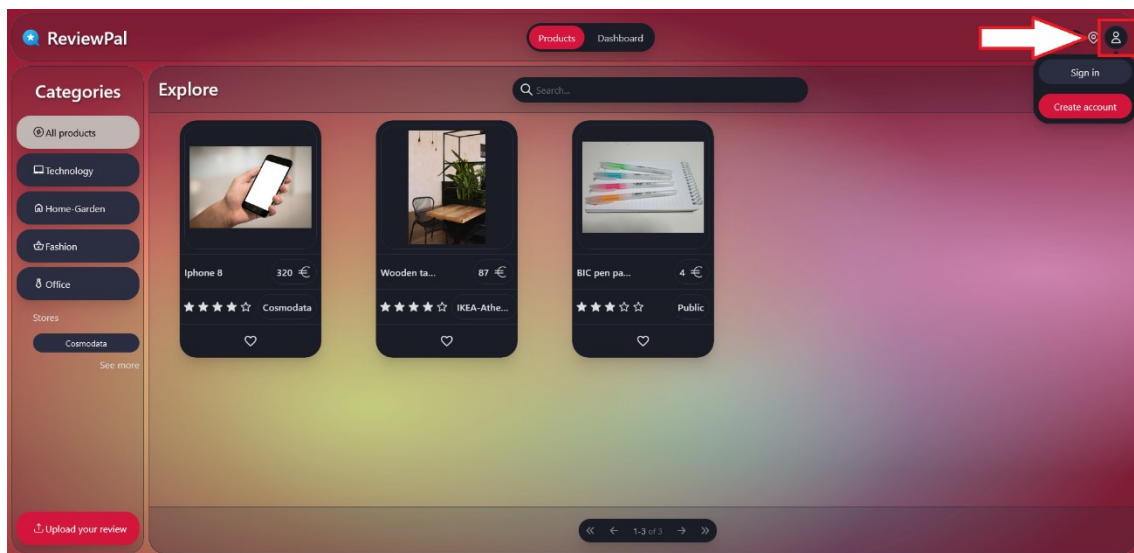 ReviewPal
Products
Dashboard
Sign in
Create account
Categories
All products
Technology
Home-Garden
Fashion
Office
Stores
Cosmodata
See more
Upload your review
Explore
Search...
Iphone 8 320 €
Cosmodata
Wooden ta... 87 €
IKEA-Athe...
BIC pen pa... 4 €
Public
1-3 of 3